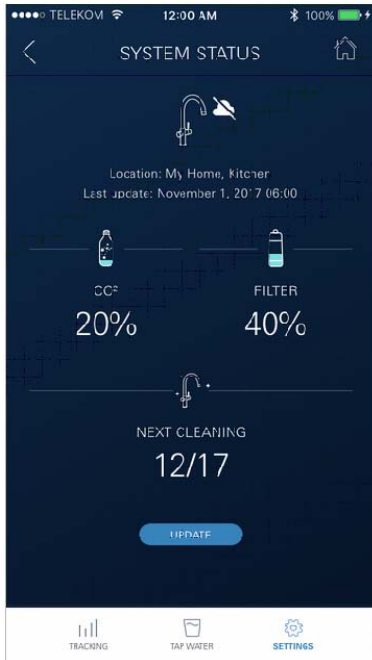 TELEKOM 12:00 AM 100%
SYSTEM STATUS
Location: My Home, Kitchen
Last update: November 1, 2017 06:00
CO² FILTER
20% 40%
NEXT CLEANING
12/17
UPDATE
TRACKING TAP WATER SETTINGS